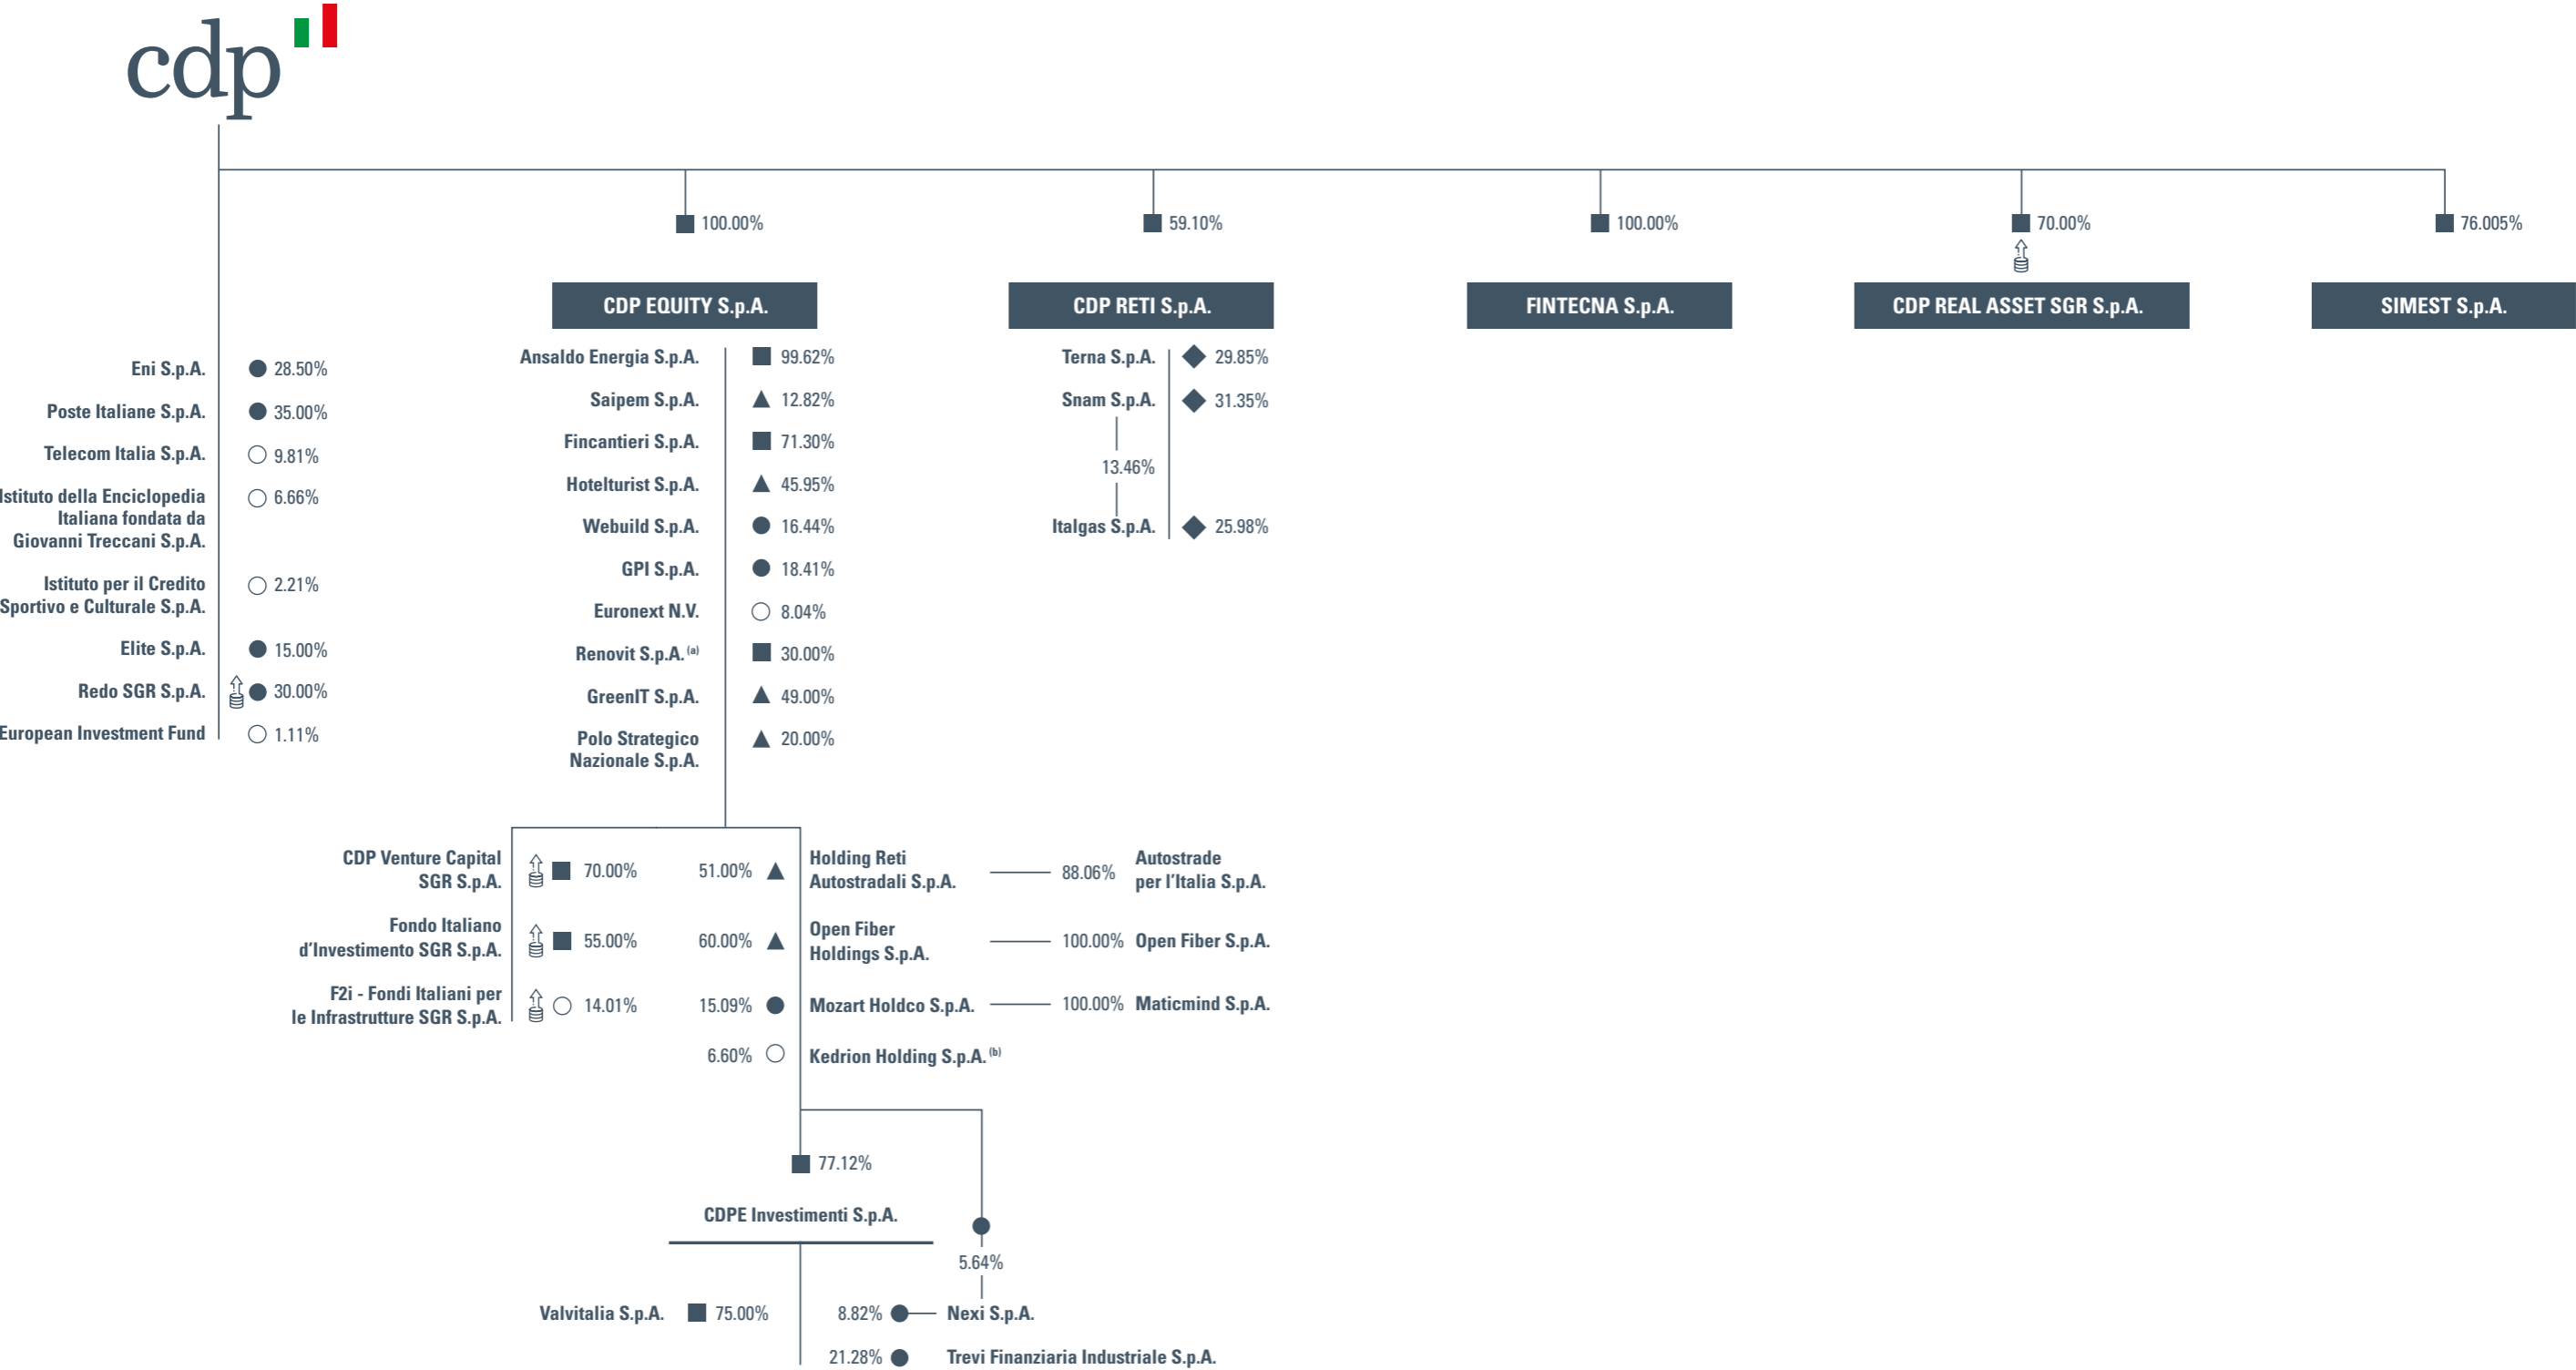 cdp
100.00%
59.10%
100.00%
70.00%
76.005%
CDP EQUITY S.p.A.
CDP RETI S.p.A.
FINTECNA S.p.A.
CDP REAL ASSET SGR S.p.A.
SIMEST S.p.A.
Eni S.p.A. 28.50%
Poste Italiane S.p.A. 35.00%
Telecom Italia S.p.A. 9.81%
Istituto della Enciclopedia 6.66%
Italiana fondata da
Giovanni Treccani S.p.A.
Istituto per il Credito 2.21%
Sportivo e Culturale S.p.A.
Elite S.p.A. 15.00%
Redo SGR S.p.A. 30.00%
European Investment Fund 1.11%
Ansaldo Energia S.p.A. 99.62%
Saipem S.p.A. 12.82%
Fincantieri S.p.A. 71.30%
Hotelturist S.p.A. 45.95%
Webuild S.p.A. 16.44%
GPI S.p.A. 18.41%
Euronext N.V. 8.04%
Renovit S.p.A. (a) 30.00%
GreenIT S.p.A. 49.00%
Polo Strategico 20.00%
Nazionale S.p.A.
Terna S.p.A. 29.85%
Snam S.p.A. 31.35%
13.46%
Italgas S.p.A. 25.98%
CDP Venture Capital
SGR S.p.A. 70.00%
Fondo Italiano
d'Investimento SGR S.p.A. 55.00%
F2i - Fondi Italiani per
le Infrastrutture SGR S.p.A. 14.01%
51.00% Holding Reti
Autostradali S.p.A.
88.06% Autostrade
per l'Italia S.p.A.
60.00% Open Fiber
Holdings S.p.A.
100.00% Open Fiber S.p.A.
15.09% Mozart Holdco S.p.A. 100.00% Maticmind S.p.A.
6.60% Kedrion Holding S.p.A. (b)
77.12%
CDPE Investimenti S.p.A.
5.64%
Valvitalia S.p.A. 75.00%
8.82% Nexi S.p.A.
21.28% Trevi Finanziaria Industriale S.p.A.